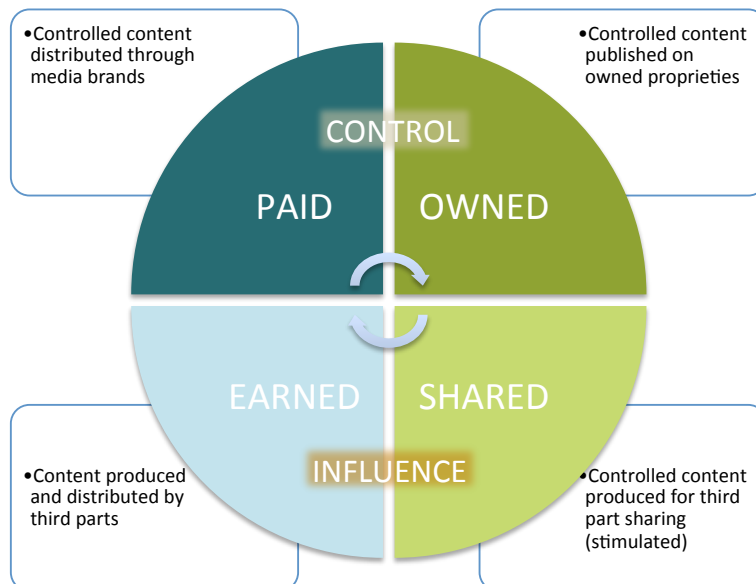 •Controlled content
distributed through
media brands
•Controlled content
published on
owned proprieties
CONTROL
PAID
OWNED
EARNED
SHARED
INFLUENCE
•Content produced
and distributed by
third parts
•Controlled content
produced for third
part sharing
(stimulated)